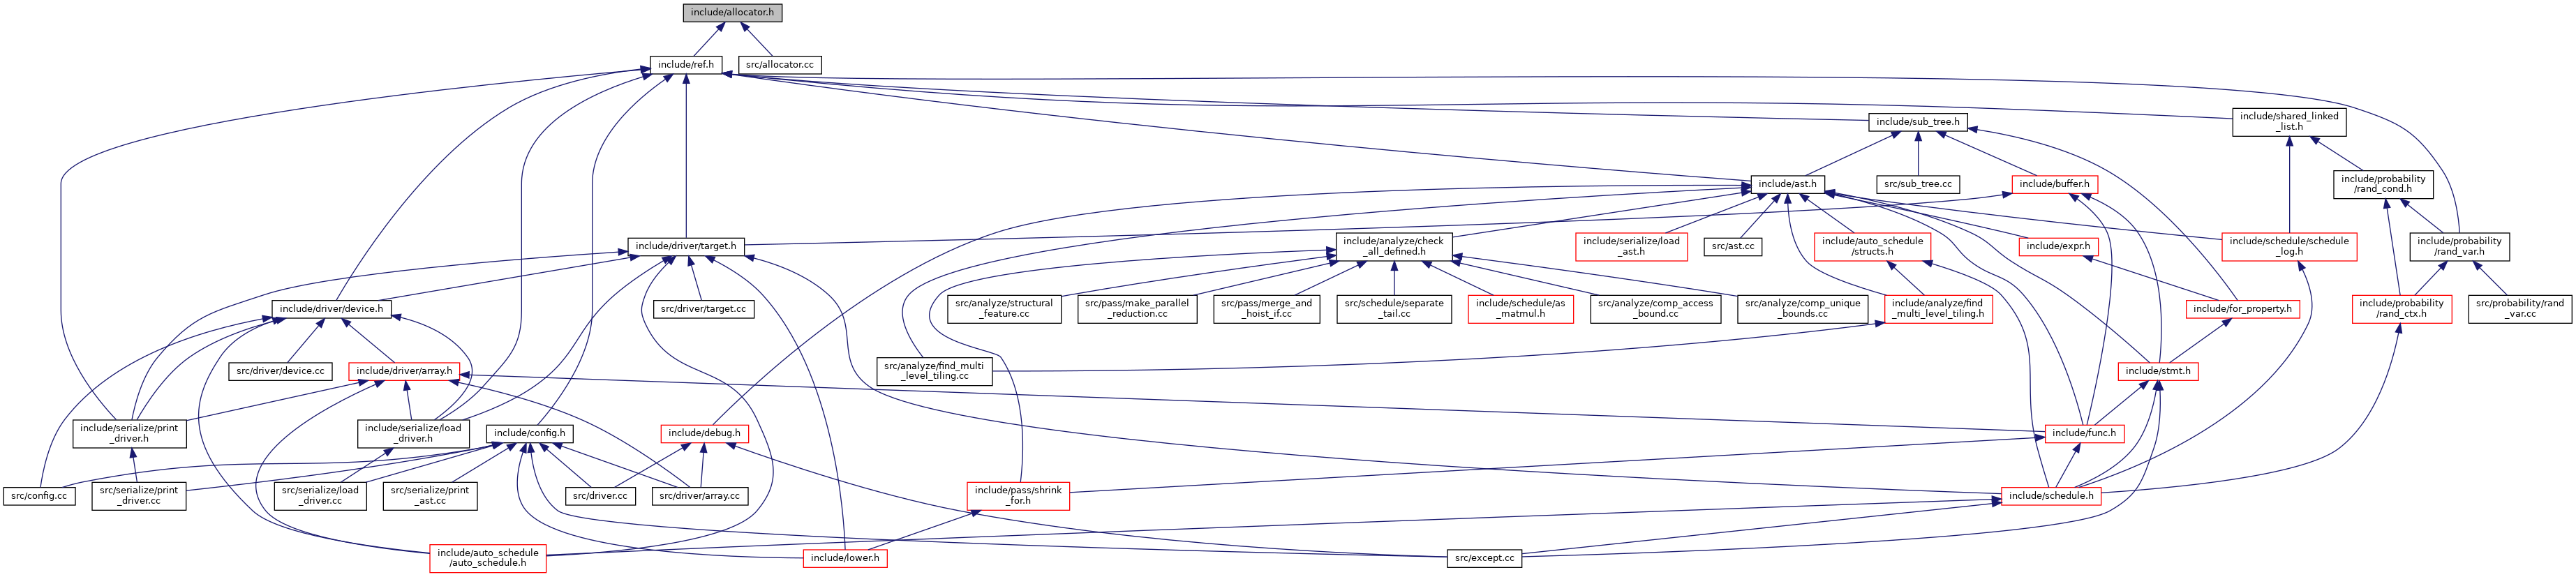 include/allocator.h
include/ref.h
src/allocator.cc
include/shared_linked
_list.h
include/sub_tree.h
include/ast.h
src/sub_tree.cc
include/buffer.h
include/probability
/rand_cond.h
include/driver/target.h
include/analyze/check
_all_defined.h
include/serialize/load
_ast.h
src/ast.cc
include/auto_schedule
/structs.h
include/expr.h
include/schedule/schedule
_log.h
include/probability
/rand_var.h
include/driver/device.h
src/driver/target.cc
src/analyze/structural
_feature.cc
src/pass/make_parallel
_reduction.cc
src/pass/merge_and
_hoist_if.cc
src/schedule/separate
_tail.cc
include/schedule/as
_matmul.h
src/analyze/comp_access
_bound.cc
src/analyze/comp_unique
_bounds.cc
include/analyze/find
_multi_level_tiling.h
include/for_property.h
include/probability
/rand_ctx.h
src/probability/rand
_var.cc
src/driver/device.cc
include/driver/array.h
src/analyze/find_multi
_level_tiling.cc
include/stmt.h
include/serialize/print
_driver.h
include/serialize/load
_driver.h
include/config.h
include/debug.h
include/func.h
src/config.cc
src/serialize/print
_driver.cc
src/serialize/load
_driver.cc
src/serialize/print
_ast.cc
src/driver.cc
src/driver/array.cc
include/pass/shrink
_for.h
include/schedule.h
include/auto_schedule
/auto_schedule.h
include/lower.h
src/except.cc